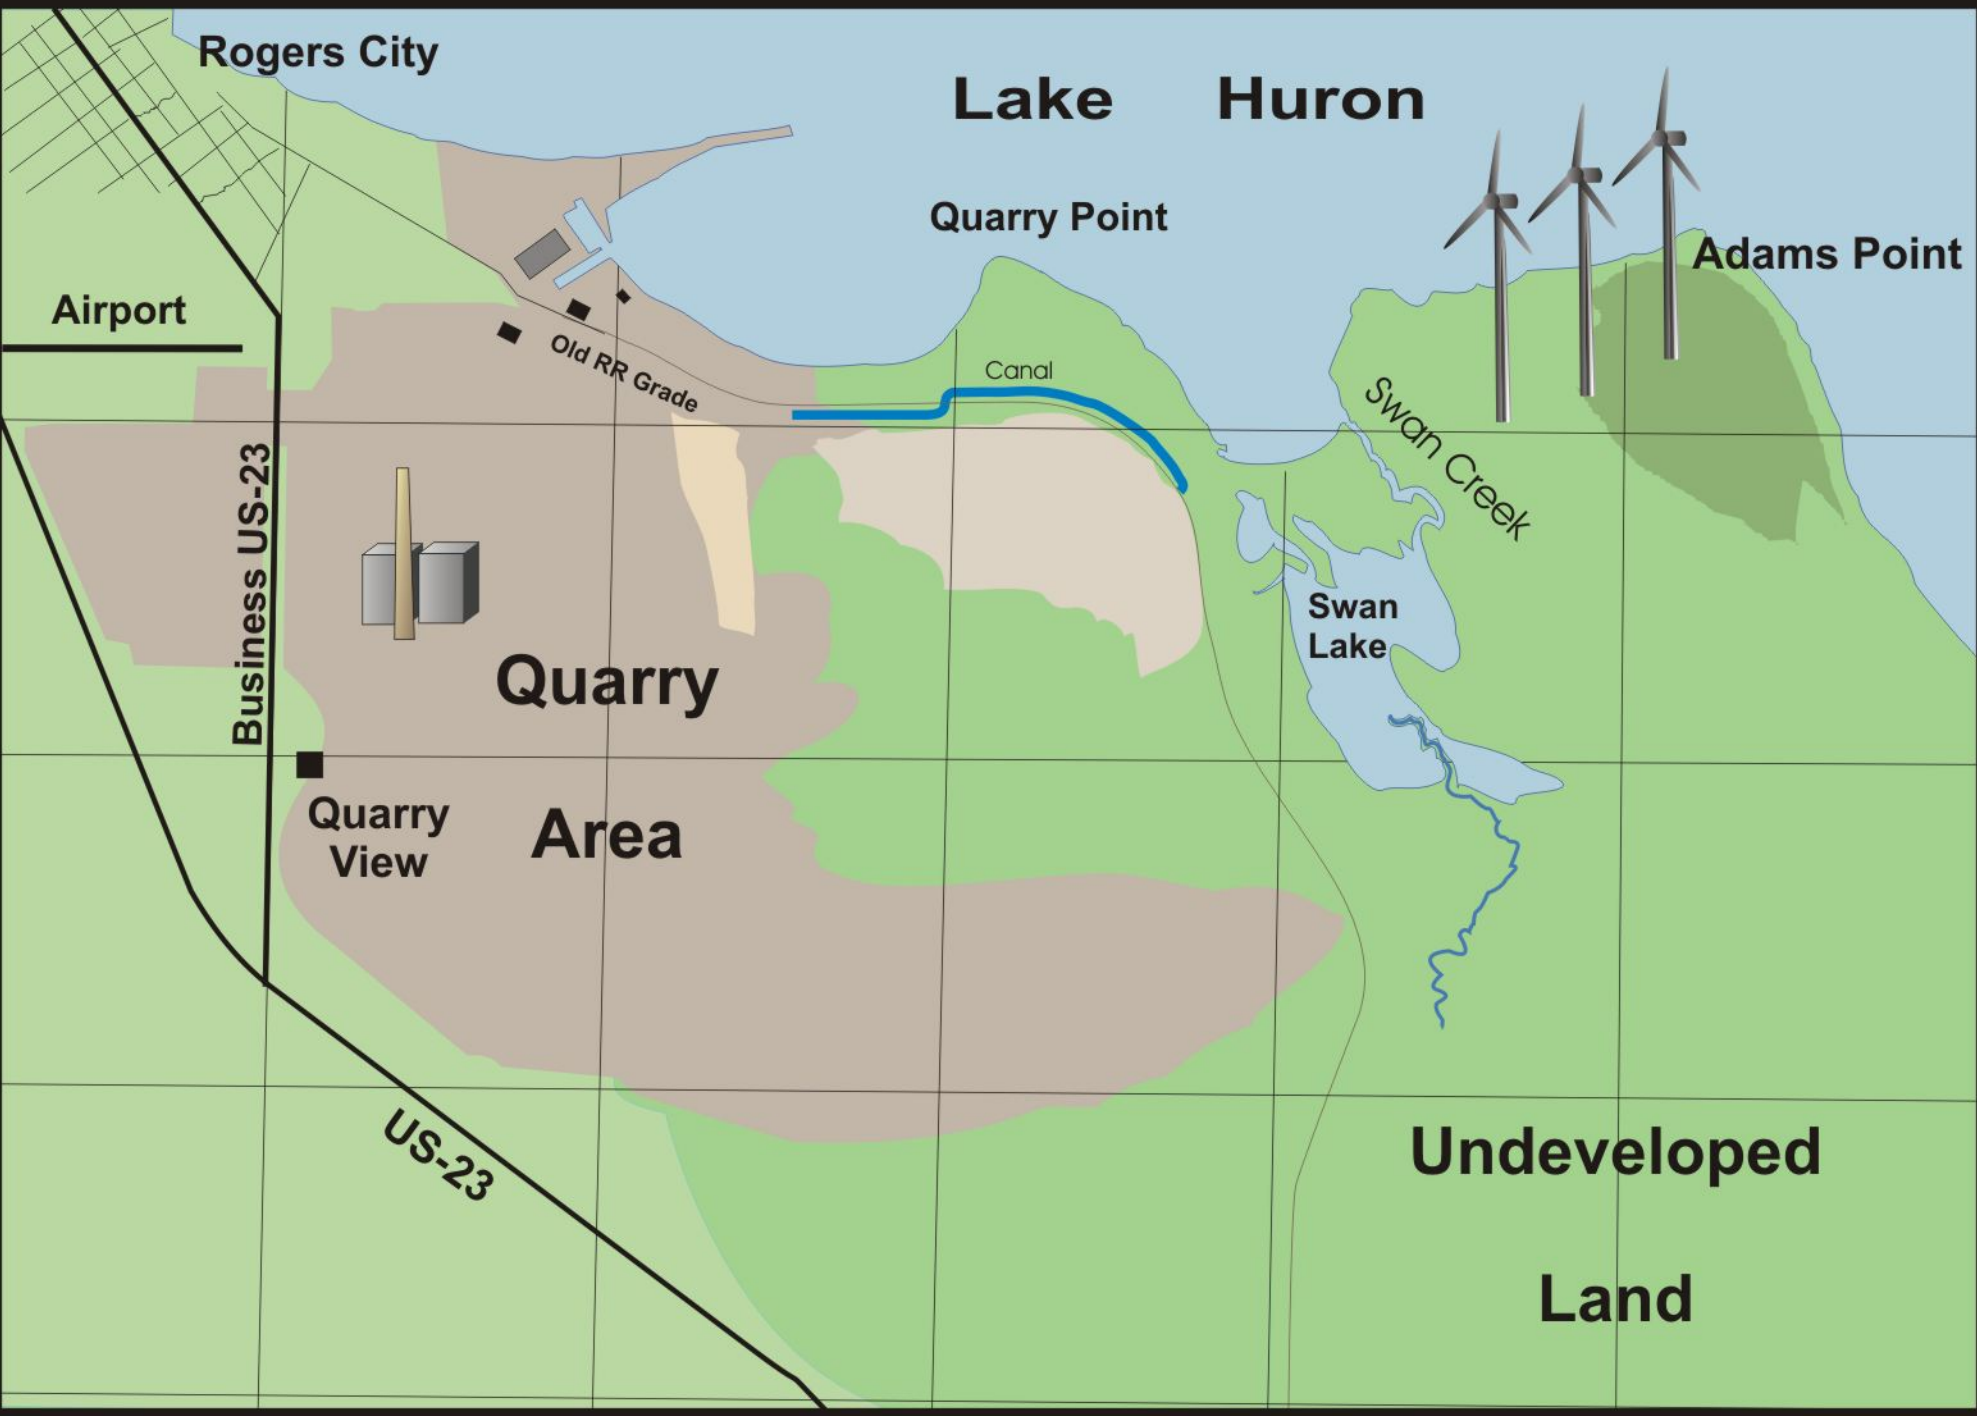 Rogers City
Lake Huron
Quarry Point
Adams Point
Airport
Old RR Grade
Canal
Swan Creek
Business US-23
Swan
Lake
Quarry
Area
Quarry
View
US-23
Undeveloped
Land